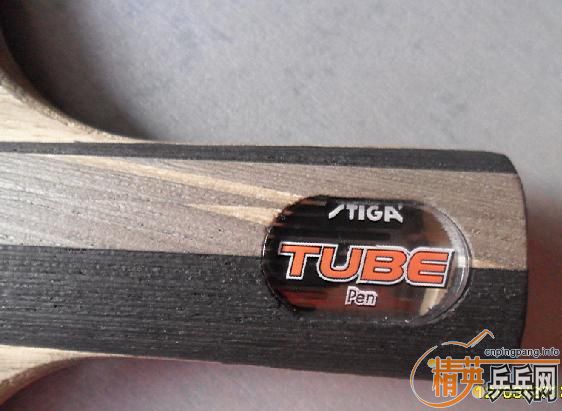 STIGA
TUBE
Pen
cnpingpang.info
精英乒乓网